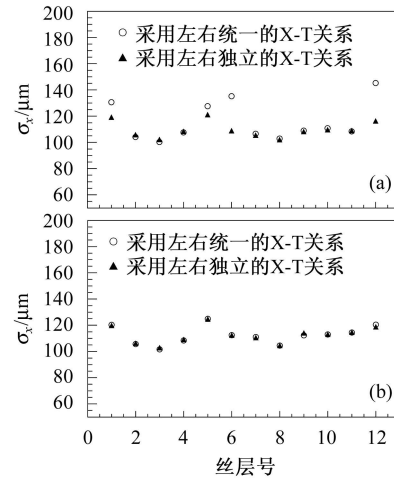 200
○ 采用左右统一的X-T关系
180
▲ 采用左右独立的X-T关系
160
σx/μm
140
120
100
80
(a)
60
200
○ 采用左右统一的X-T关系
180
▲ 采用左右独立的X-T关系
160
σx/μm
140
120
100
80
60
(b)
0 2 4 6 8 10 12
丝层号